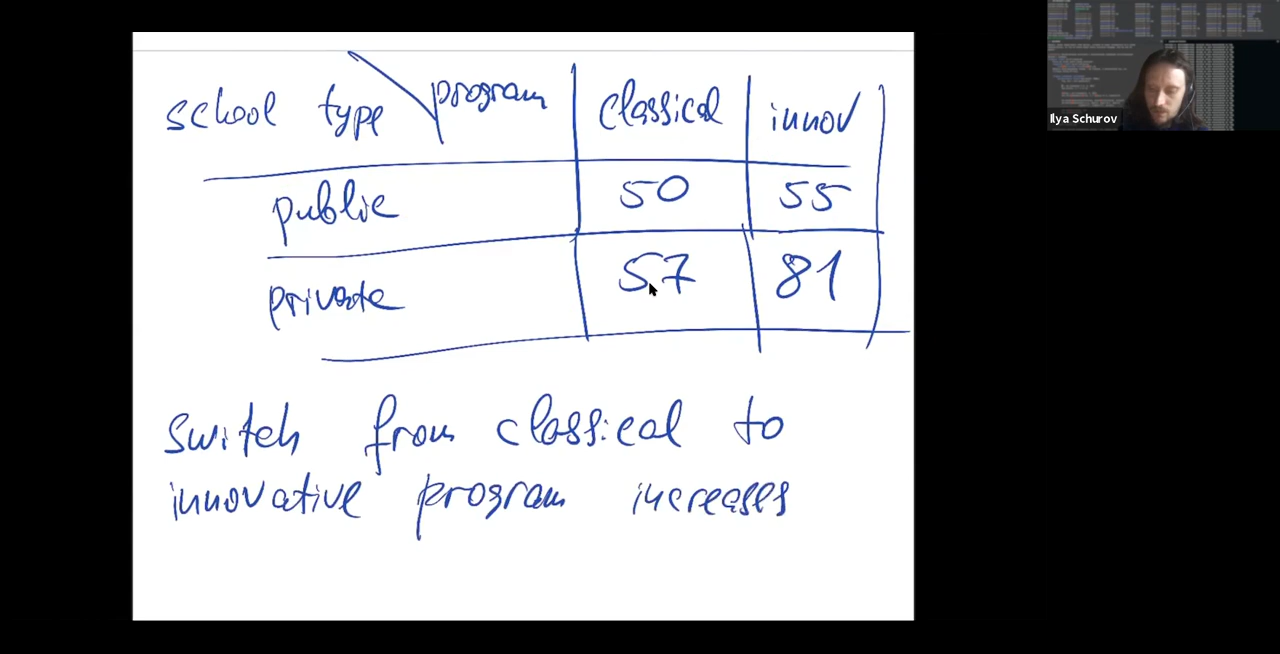 school type \ program classical innov
public 50 55
private 57 81
switch from classical to
innovative program increases
Ilya Schurov